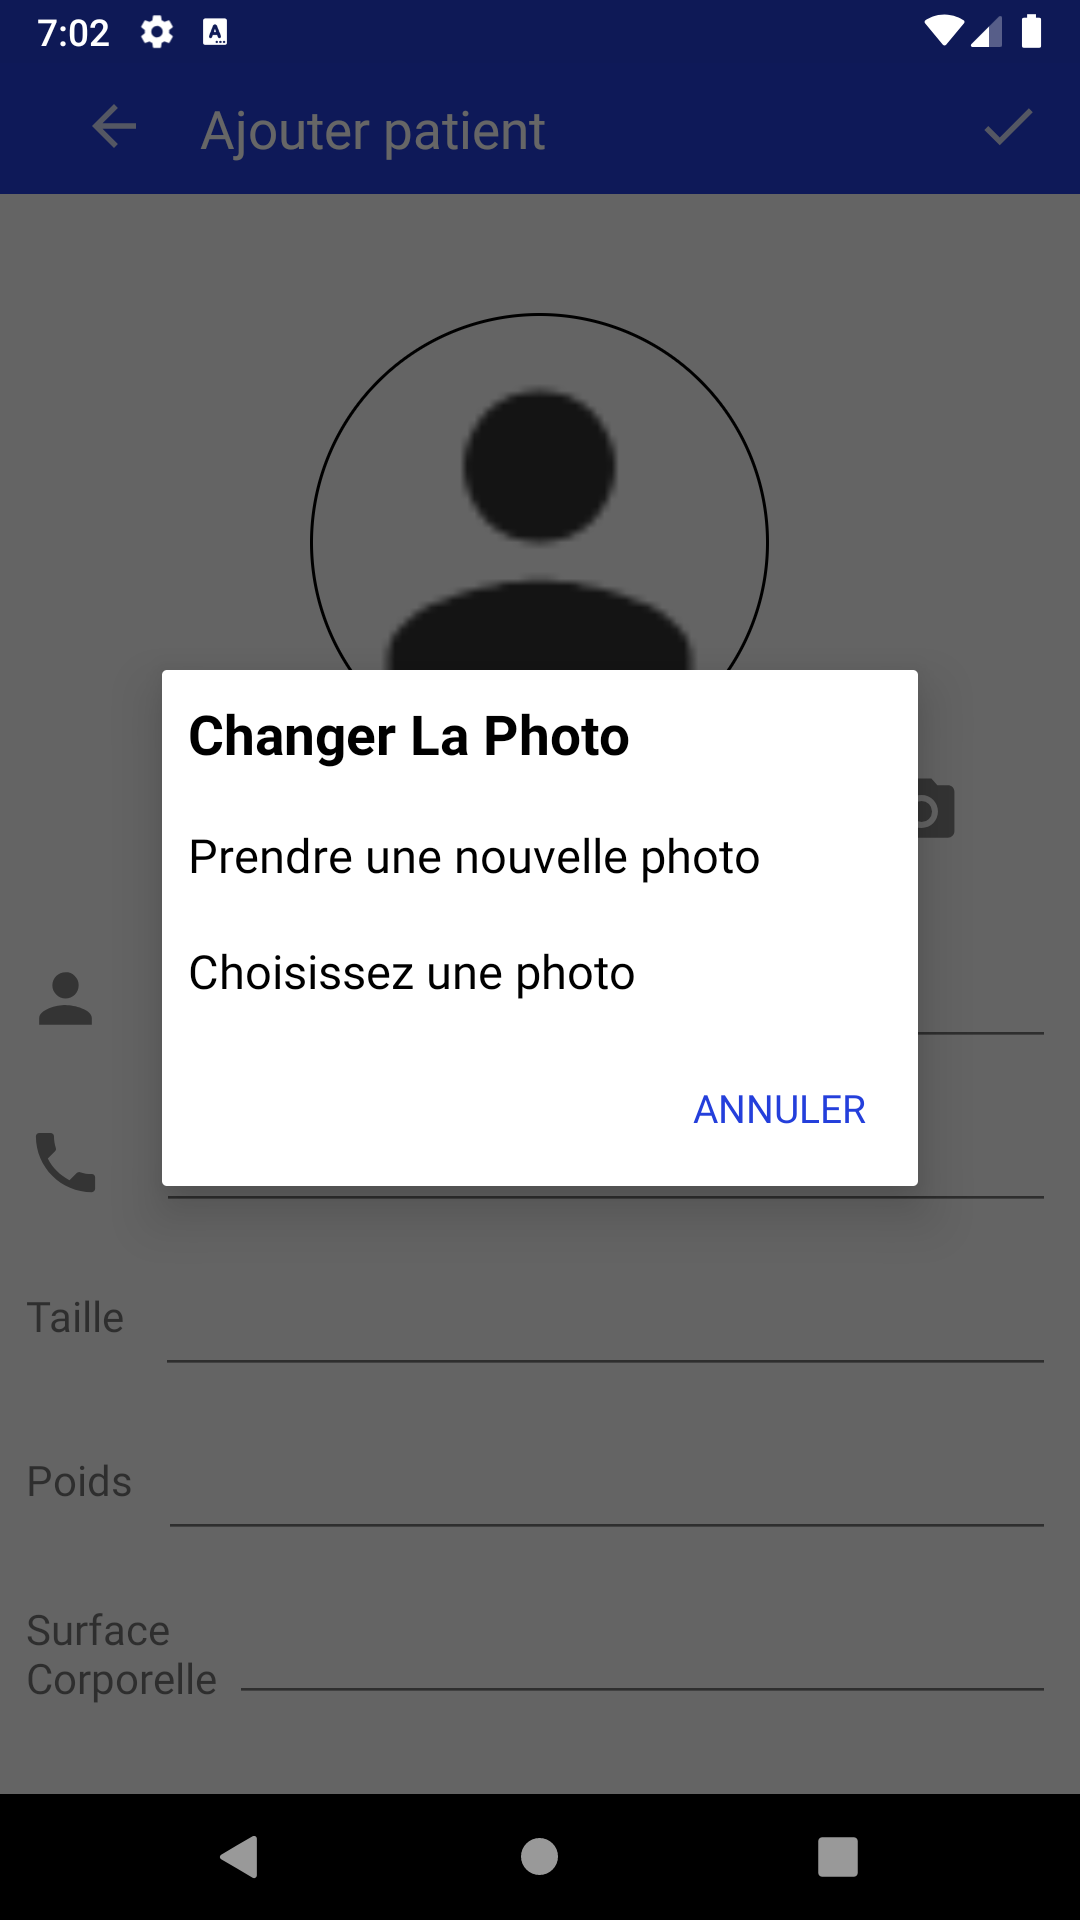 7:02
Ajouter patient
Changer La Photo
Prendre une nouvelle photo
Choisissez une photo
ANNULER
Taille
Poids
Surface
Corporelle